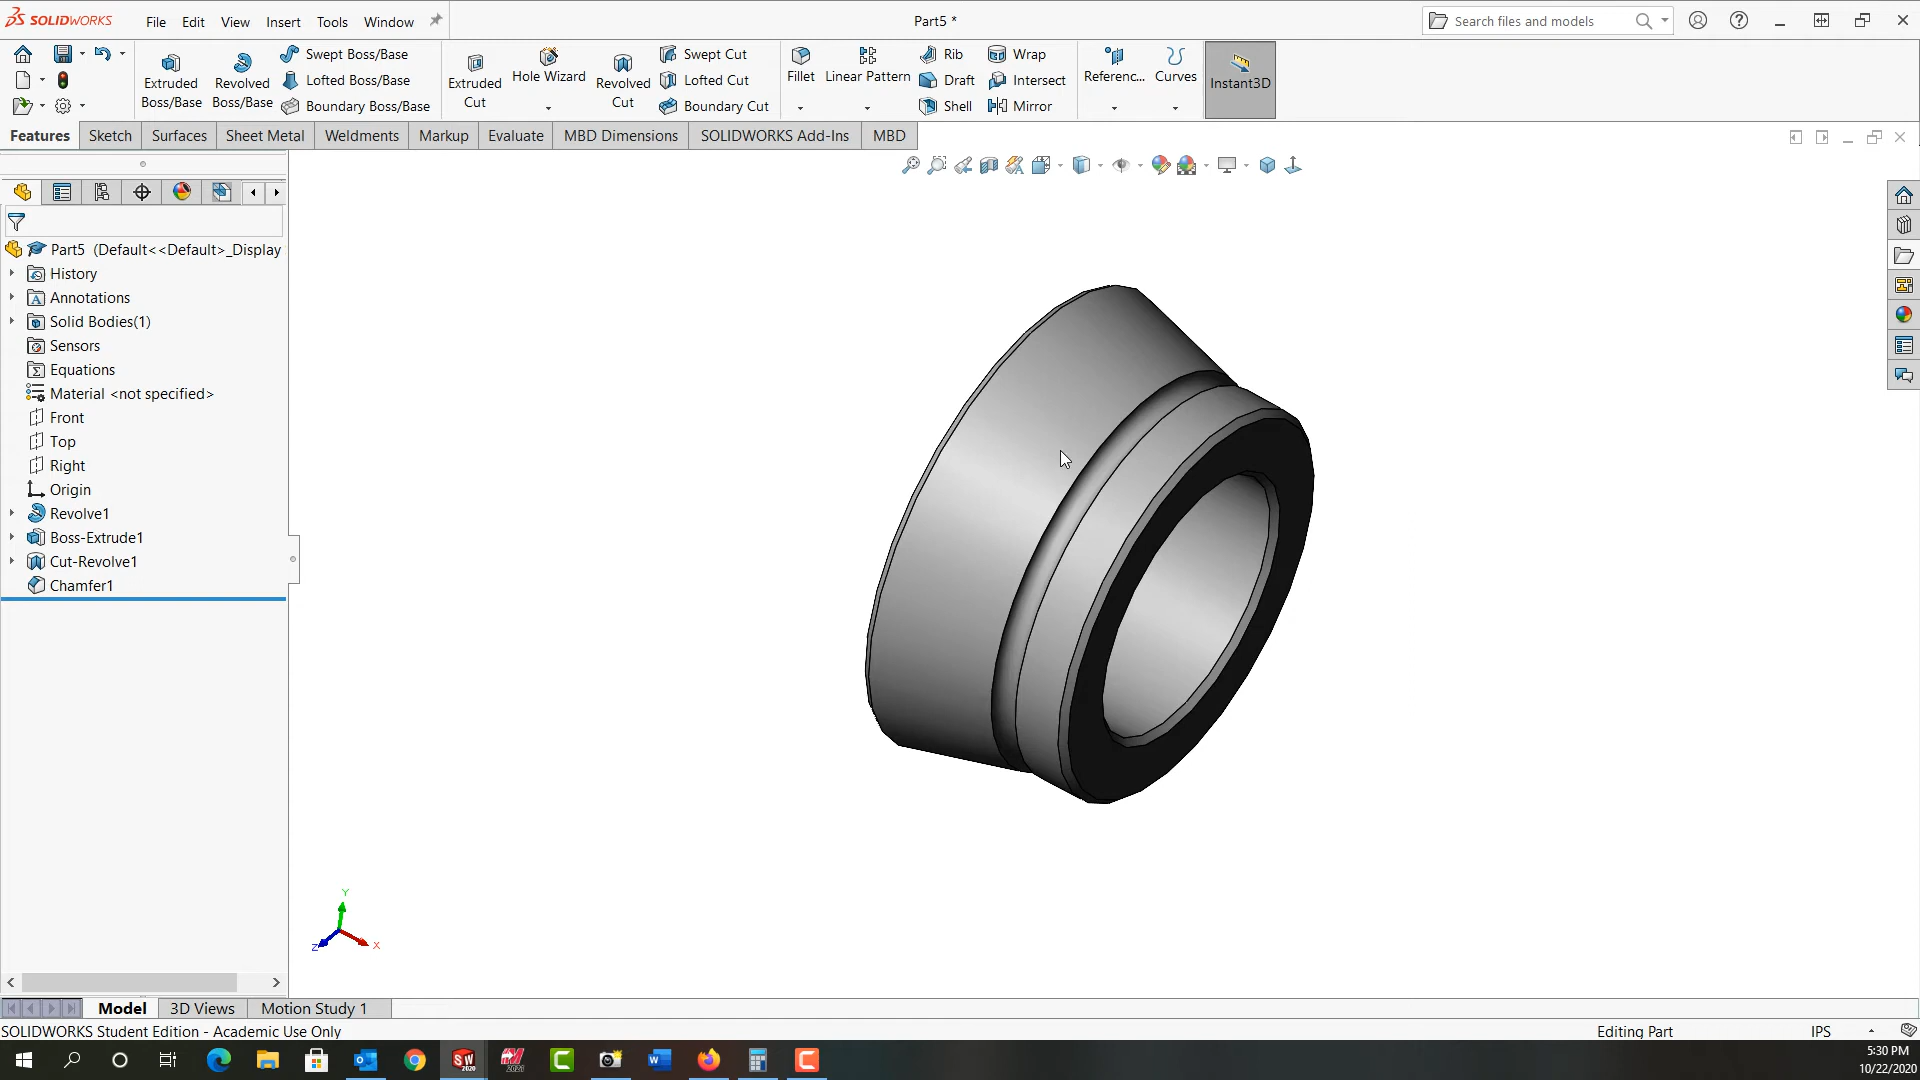 SOLIDWORKS File Edit View Insert Tools Window Part5 * Search files and models
Extruded Boss/Base
Revolved Boss/Base
Swept Boss/Base
Lofted Boss/Base
Boundary Boss/Base
Extruded Cut
Hole Wizard
Revolved Cut
Swept Cut
Lofted Cut
Boundary Cut
Fillet
Linear Pattern
Rib
Draft
Shell
Wrap
Intersect
Mirror
Referenc...
Curves
Instant3D
Features Sketch Surfaces Sheet Metal Weldments Markup Evaluate MBD Dimensions SOLIDWORKS Add-Ins MBD
Part5 (Default<<Default>_Display
History
Annotations
Solid Bodies(1)
Sensors
Equations
Material <not specified>
Front
Top
Right
Origin
Revolve1
Boss-Extrude1
Cut-Revolve1
Chamfer1
Y
Z
X
Model 3D Views Motion Study 1
SOLIDWORKS Student Edition - Academic Use Only Editing Part IPS
5:30 PM
10/22/2020